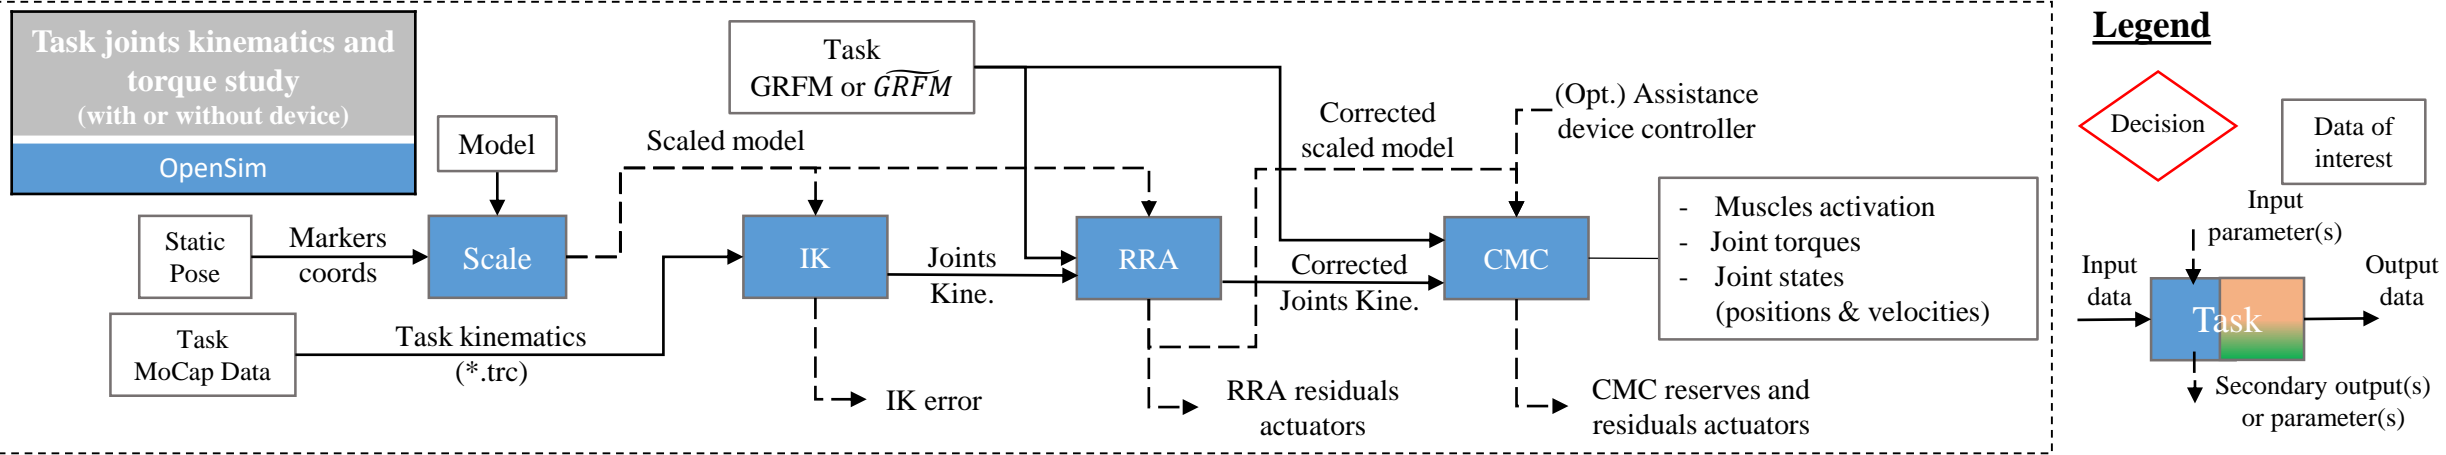 Task joints kinematics and
torque study
(with or without device)
OpenSim
Task
GRFM or \widetilde{GRFM}
Model
Scaled model
Corrected
scaled model
(Opt.) Assistance
device controller
Static
Pose
Markers
coords
Scale
IK
Joints
Kine.
RRA
Corrected
Joints Kine.
CMC
- Muscles activation
- Joint torques
- Joint states
(positions & velocities)
Task
MoCap Data
Task kinematics
(*.trc)
IK error
RRA residuals
actuators
CMC reserves and
residuals actuators
Legend
Decision
Data of
interest
Input
parameter(s)
Input
data
Task
Output
data
Secondary output(s)
or parameter(s)